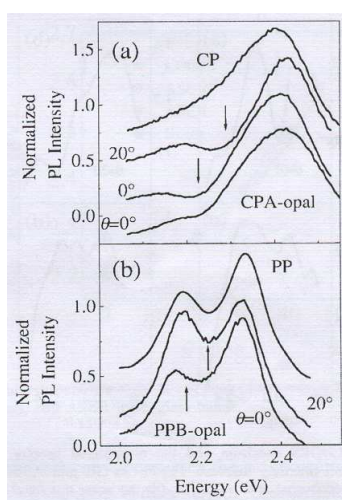 (a)
CP
1.5
1.0
0.5
0.0
20°
0°
θ=0°
CPA-opal
Normalized
PL Intensity
(b)
PP
1.0
0.5
0.0
θ=0°
20°
PPB-opal
Normalized
PL Intensity
2.0
2.2
2.4
Energy (eV)